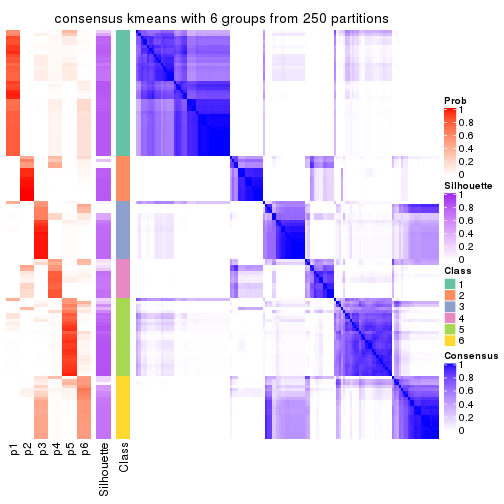 consensus kmeans with 6 groups from 250 partitions
Prob
1
0.8
0.6
0.4
0.2
0
Silhouette
1
0.8
0.6
0.4
0.2
0
Class
1
2
3
4
5
6
Consensus
1
0.8
0.6
0.4
0.2
0
p1
p2
p3
p4
p5
p6
Silhouette
Class